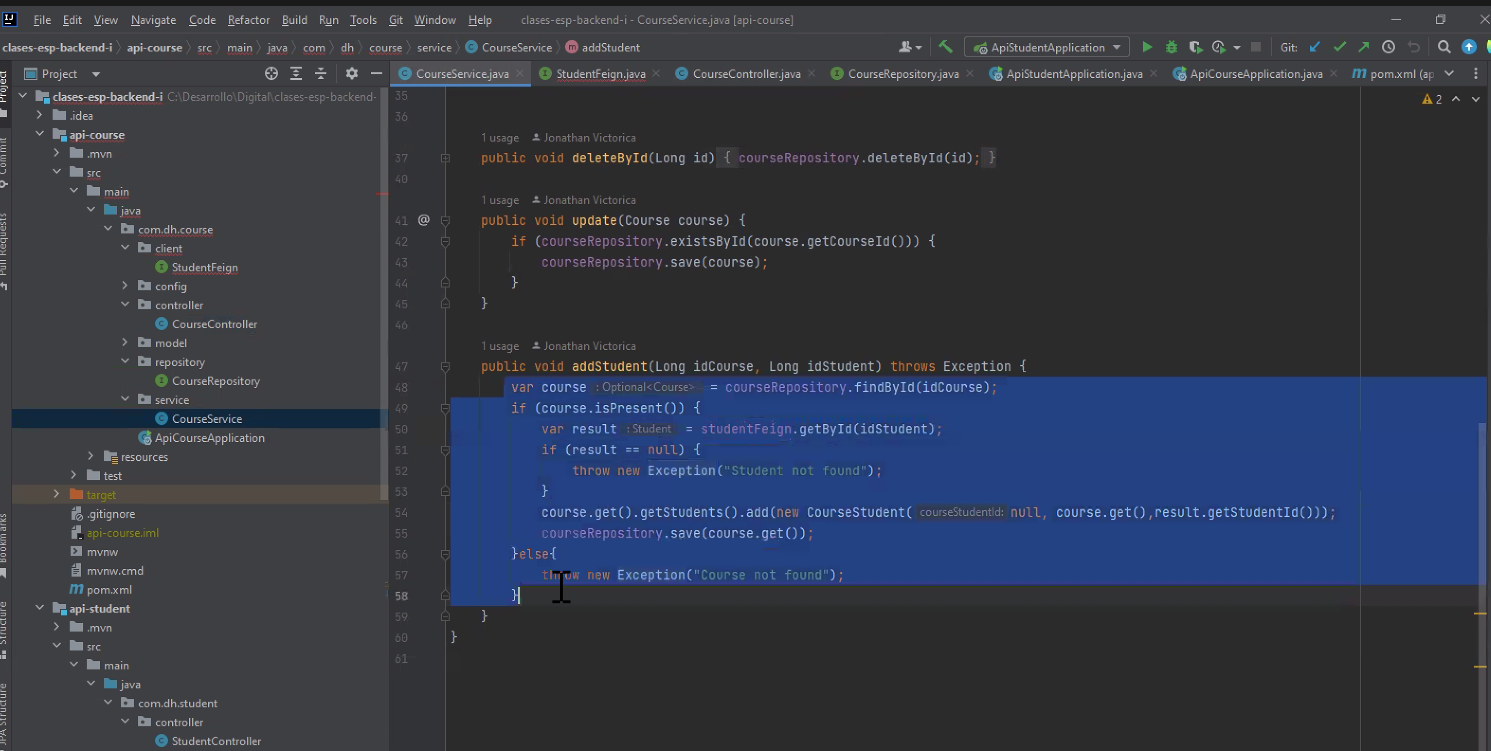 File Edit View Navigate Code Refactor Build Run Tools Git Window Help clases-esp-backend-i - CourseService.java [api-course]
clases-esp-backend-i api-course src main java com dh course service CourseService addStudent ApiStudentApplication Git:
Project
CourseService.java StudentFeign.java CourseController.java CourseRepository.java ApiStudentApplication.java ApiCourseApplication.java pom.xml (ap
clases-esp-backend-i C:\Desarrollo\Digital\clases-esp-backend-
.idea
api-course
.mvn
src
main
java
com.dh.course
client
StudentFeign
config
controller
CourseController
model
repository
CourseRepository
service
CourseService
ApiCourseApplication
resources
test
target
.gitignore
api-course.iml
mvnw
mvnw.cmd
pom.xml
api-student
.mvn
src
main
java
com.dh.student
controller
StudentController
Project
Commit
Pull Requests
Bookmarks
Structure
JPA Structure
2
35
36
1 usage Jonathan Victorica
37 public void deleteById(Long id) { courseRepository.deleteById(id); }
40
1 usage Jonathan Victorica
41 @ public void update(Course course) {
42 if (courseRepository.existsById(course.getCourseId())) {
43 courseRepository.save(course);
44 }
45 }
46
1 usage Jonathan Victorica
47 public void addStudent(Long idCourse, Long idStudent) throws Exception {
48 var course : Optional<Course> = courseRepository.findById(idCourse);
49 if (course.isPresent()) {
50 var result : Student = studentFeign.getById(idStudent);
51 if (result == null) {
52 throw new Exception("Student not found");
53 }
54 course.get().getStudents().add(new CourseStudent( courseStudentId: null, course.get(),result.getStudentId()));
55 courseRepository.save(course.get());
56 }else{
57 throw new Exception("Course not found");
58 }
59 }
60 }
61